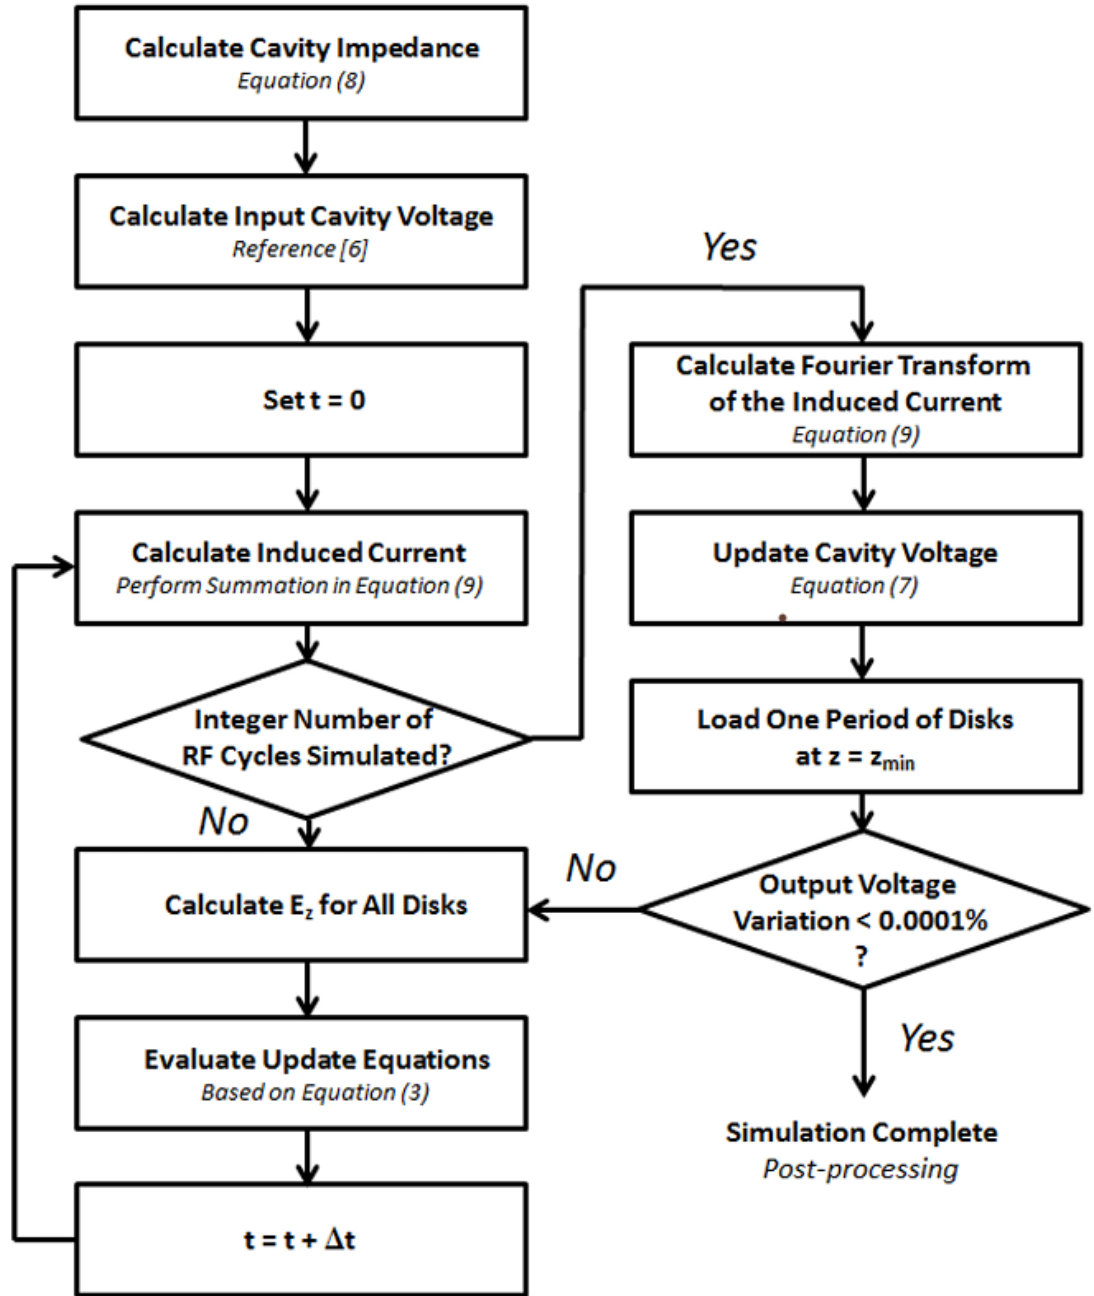 Calculate Cavity Impedance
Equation (8)
Calculate Input Cavity Voltage
Reference [6]
Set t = 0
Calculate Induced Current
Perform Summation in Equation (9)
Integer Number of
RF Cycles Simulated?
No
Calculate Ez for All Disks
Evaluate Update Equations
Based on Equation (3)
t = t + Δt
Yes
Calculate Fourier Transform
of the Induced Current
Equation (9)
Update Cavity Voltage
Equation (7)
Load One Period of Disks
at z = zmin
Output Voltage
Variation < 0.0001%
?
No
Yes
Simulation Complete
Post-processing